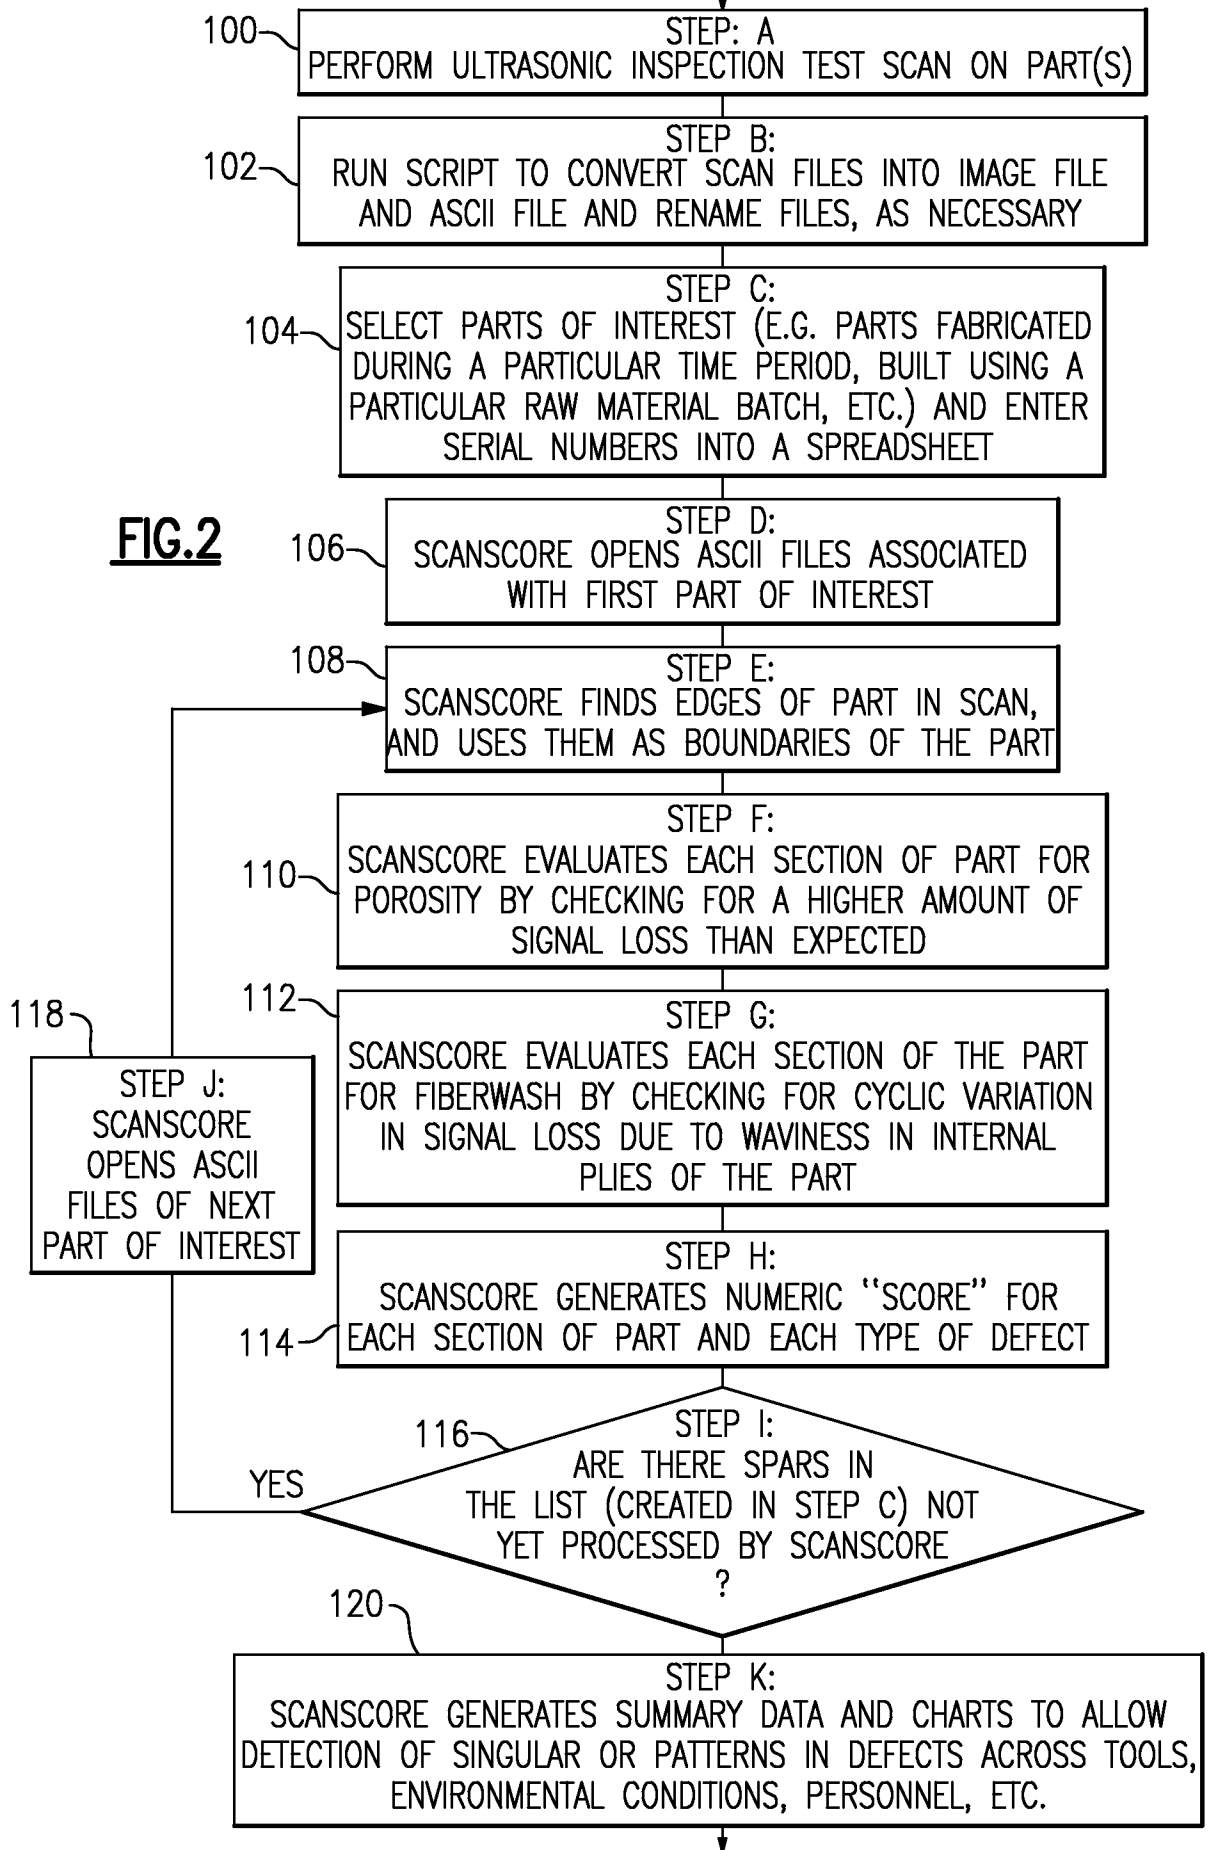 100
STEP: A
PERFORM ULTRASONIC INSPECTION TEST SCAN ON PART(S)
102
STEP B:
RUN SCRIPT TO CONVERT SCAN FILES INTO IMAGE FILE
AND ASCII FILE AND RENAME FILES, AS NECESSARY
104
STEP C:
SELECT PARTS OF INTEREST (E.G. PARTS FABRICATED
DURING A PARTICULAR TIME PERIOD, BUILT USING A
PARTICULAR RAW MATERIAL BATCH, ETC.) AND ENTER
SERIAL NUMBERS INTO A SPREADSHEET
FIG.2
106
STEP D:
SCANSCORE OPENS ASCII FILES ASSOCIATED
WITH FIRST PART OF INTEREST
108
STEP E:
SCANSCORE FINDS EDGES OF PART IN SCAN,
AND USES THEM AS BOUNDARIES OF THE PART
110
STEP F:
SCANSCORE EVALUATES EACH SECTION OF PART FOR
POROSITY BY CHECKING FOR A HIGHER AMOUNT OF
SIGNAL LOSS THAN EXPECTED
112
STEP G:
SCANSCORE EVALUATES EACH SECTION OF THE PART
FOR FIBERWASH BY CHECKING FOR CYCLIC VARIATION
IN SIGNAL LOSS DUE TO WAVINESS IN INTERNAL
PLIES OF THE PART
118
STEP J:
SCANSCORE
OPENS ASCII
FILES OF NEXT
PART OF INTEREST
114
STEP H:
SCANSCORE GENERATES NUMERIC "SCORE" FOR
EACH SECTION OF PART AND EACH TYPE OF DEFECT
116
STEP I:
ARE THERE SPARS IN
THE LIST (CREATED IN STEP C) NOT
YET PROCESSED BY SCANSCORE
?
YES
120
STEP K:
SCANSCORE GENERATES SUMMARY DATA AND CHARTS TO ALLOW
DETECTION OF SINGULAR OR PATTERNS IN DEFECTS ACROSS TOOLS,
ENVIRONMENTAL CONDITIONS, PERSONNEL, ETC.